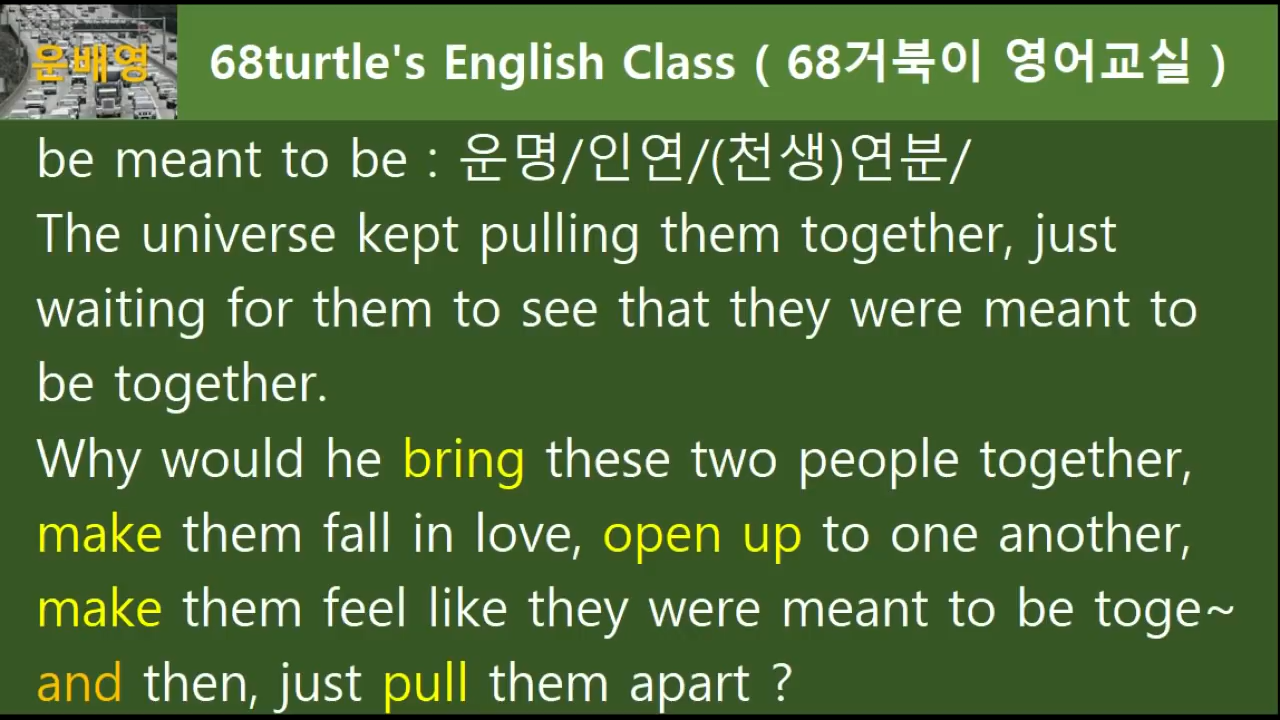 운배영
68turtle's English Class ( 68거북이 영어교실 )
be meant to be : 운명/인연/(천생)연분/
The universe kept pulling them together, just
waiting for them to see that they were meant to
be together.
Why would he bring these two people together,
make them fall in love, open up to one another,
make them feel like they were meant to be toge~
and then, just pull them apart ?